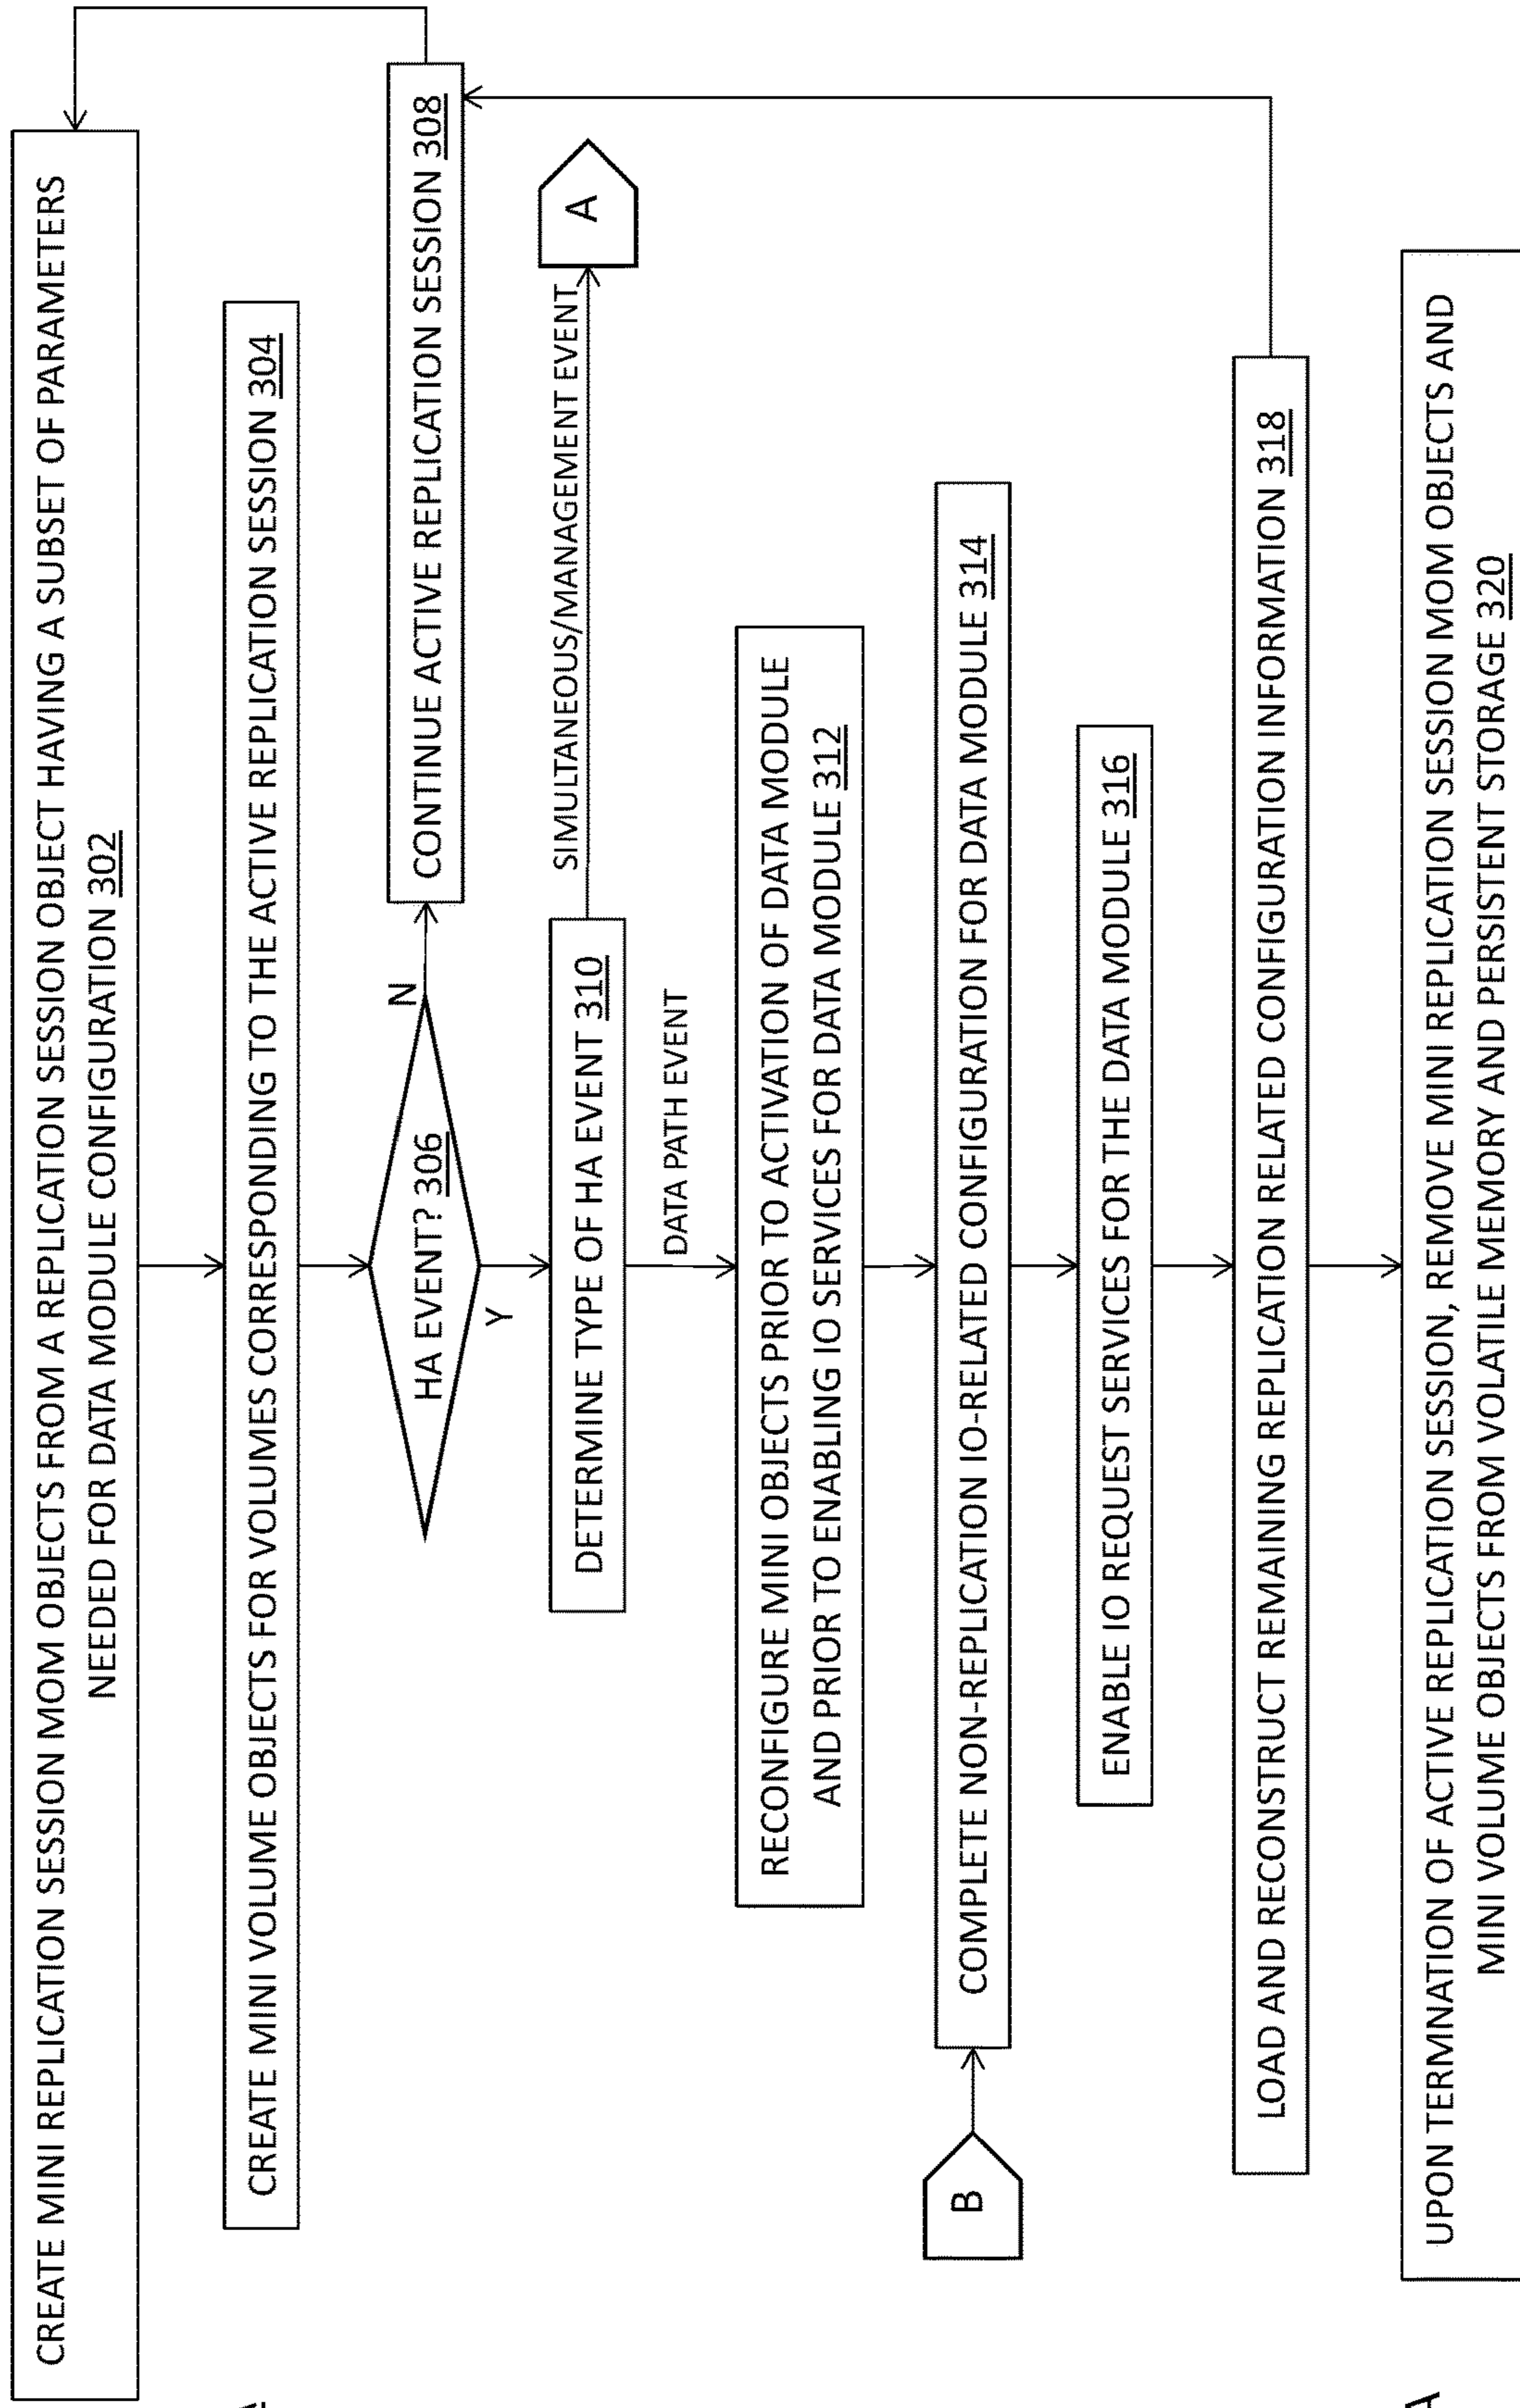 CREATE MINI REPLICATION SESSION MOM OBJECTS FROM A REPLICATION SESSION OBJECT HAVING A SUBSET OF PARAMETERS
NEEDED FOR DATA MODULE CONFIGURATION 302
CREATE MINI VOLUME OBJECTS FOR VOLUMES CORRESPONDING TO THE ACTIVE REPLICATION SESSION 304
HA EVENT? 306
N
CONTINUE ACTIVE REPLICATION SESSION 308
Y
DETERMINE TYPE OF HA EVENT 310
SIMULTANEOUS/MANAGEMENT EVENT
A
DATA PATH EVENT
RECONFIGURE MINI OBJECTS PRIOR TO ACTIVATION OF DATA MODULE
AND PRIOR TO ENABLING IO SERVICES FOR DATA MODULE 312
B
COMPLETE NON-REPLICATION IO-RELATED CONFIGURATION FOR DATA MODULE 314
ENABLE IO REQUEST SERVICES FOR THE DATA MODULE 316
LOAD AND RECONSTRUCT REMAINING REPLICATION RELATED CONFIGURATION INFORMATION 318
UPON TERMNATION OF ACTIVE REPLICATION SESSION, REMOVE MINI REPLICATION SESSION MOM OBJECTS AND
MINI VOLUME OBJECTS FROM VOLATILE MEMORY AND PERSISTENT STORAGE 320
A